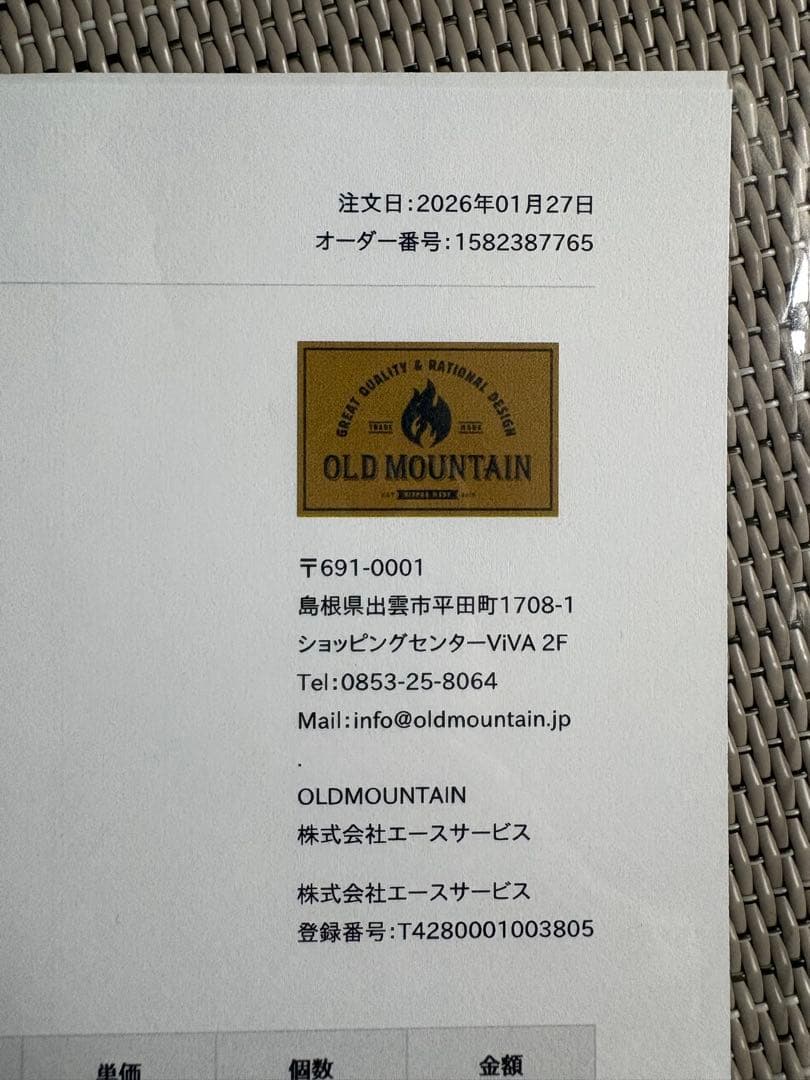 注文日:2026年01月27日
オーダー番号:1582387765
GREAT QUALITY & RATIONAL DESIGN
TRADE MARK
OLD MOUNTAIN
〒691-0001
島根県出雲市平田町1708-1
ショッピングセンターViVA 2F
Tel:0853-25-8064
Mail:info@oldmountain.jp
.
OLDMOUNTAIN
株式会社エースサービス
株式会社エースサービス
登録番号:T4280001003805
単価 個数 金額